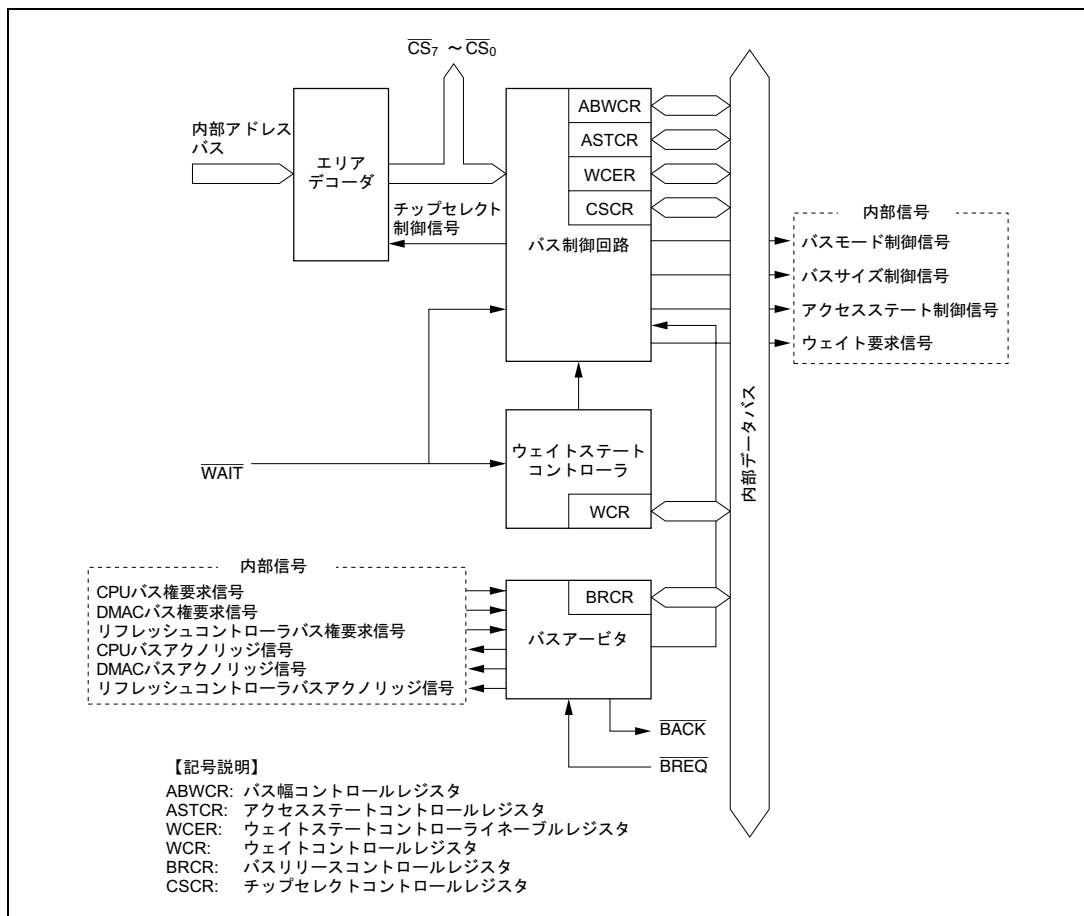 CS7 ~CS0
内部アドレス
バス
エリア
デコーダ
チップセレクト
制御信号
ABWCR
ASTCR
WCER
CSCR
バス制御回路
内部信号
バスモード制御信号
バスサイズ制御信号
アクセスステート制御信号
ウェイト要求信号
内部データバス
WAIT
ウェイトステート
コントローラ
WCR
内部信号
CPUバス権要求信号
DMACバス権要求信号
リフレッシュコントローラバス権要求信号
CPUバスアクノリッジ信号
DMACバスアクノリッジ信号
リフレッシュコントローラバスアクノリッジ信号
BRCR
バスアービタ
BACK
BREQ
【記号説明】
ABWCR: バス幅コントロールレジスタ
ASTCR: アクセスステートコントロールレジスタ
WCER: ウェイトステートコントローライネーブルレジスタ
WCR: ウェイトコントロールレジスタ
BRCR: バスリリースコントロールレジスタ
CSCR: チップセレクトコントロールレジスタ